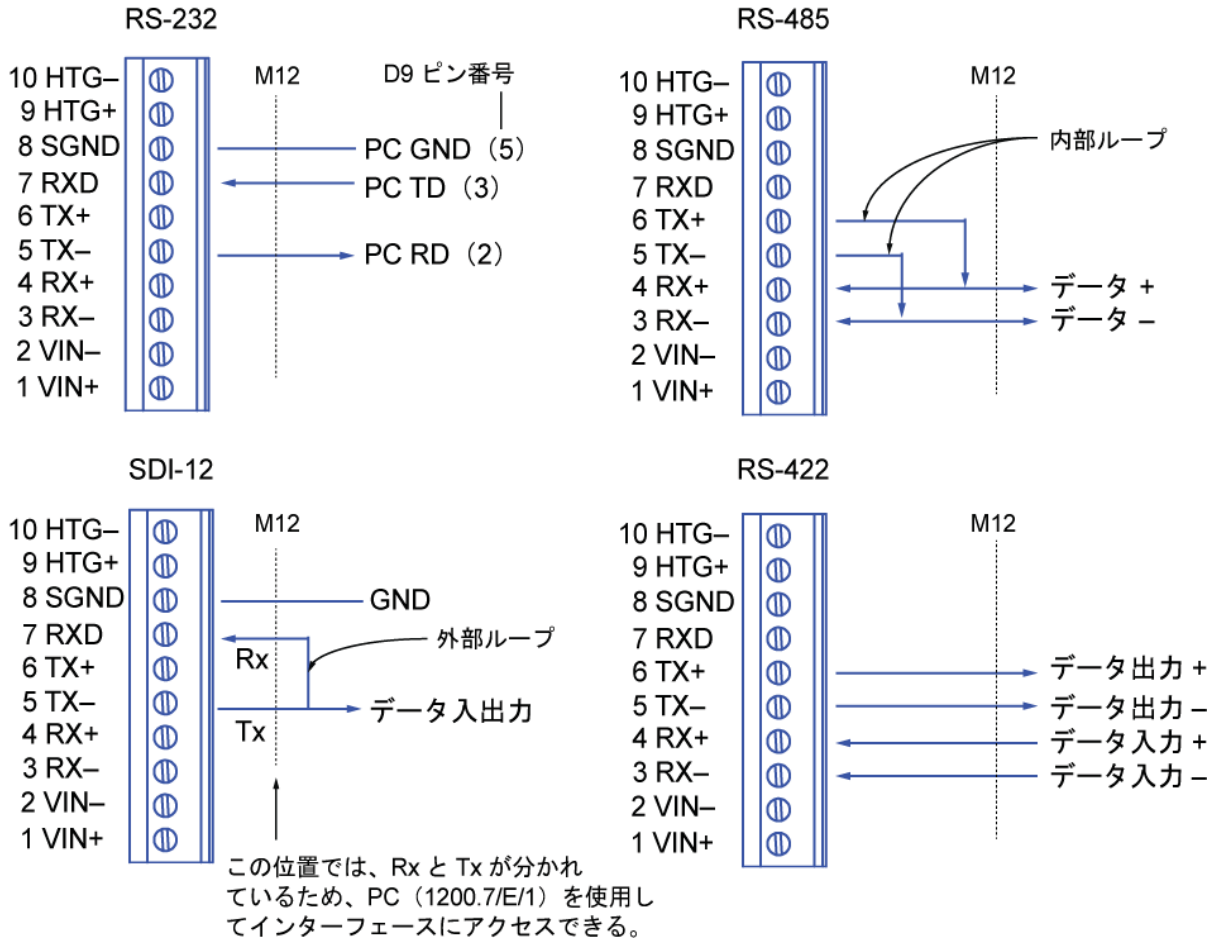 RS-232
10 HTG–
9 HTG+
8 SGND
7 RXD
6 TX+
5 TX–
4 RX+
3 RX–
2 VIN–
1 VIN+
M12
D9 ピン番号
PC GND（5）
PC TD（3）
PC RD（2）
RS-485
10 HTG–
9 HTG+
8 SGND
7 RXD
6 TX+
5 TX–
4 RX+
3 RX–
2 VIN–
1 VIN+
M12
内部ループ
データ +
データ –
SDI-12
10 HTG–
9 HTG+
8 SGND
7 RXD
6 TX+
5 TX–
4 RX+
3 RX–
2 VIN–
1 VIN+
M12
GND
Rx
外部ループ
Tx
データ入出力
この位置では、Rx と Tx が分かれ
ているため、PC（1200.7/E/1）を使用し
てインターフェースにアクセスできる。
RS-422
10 HTG–
9 HTG+
8 SGND
7 RXD
6 TX+
5 TX–
4 RX+
3 RX–
2 VIN–
1 VIN+
M12
データ出力 +
データ出力 –
データ入力 +
データ入力 –